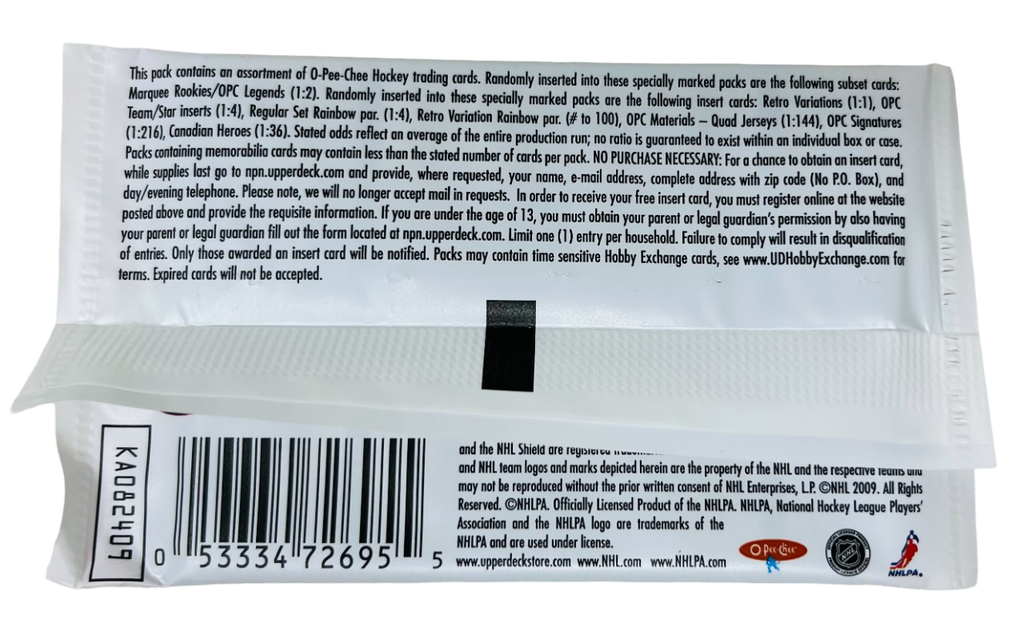 This pack contains an assortment of O-Pee-Chee Hockey trading cards. Randomly inserted into these specially marked packs are the following subset cards:
Marquee Rookies/OPC Legends (1:2). Randomly inserted into these specially marked packs are the following insert cards: Retro Variations (1:1), OPC
Team/Star inserts (1:4), Regular Set Rainbow par. (1:4), Retro Variation Rainbow par. (# to 100), OPC Materials – Quad Jerseys (1:144), OPC Signatures
(1:216), Canadian Heroes (1:36). Stated odds reflect an average of the entire production run; no ratio is guaranteed to exist within an individual box or case.
Packs containing memorabilia cards may contain less than the stated number of cards per pack. NO PURCHASE NECESSARY: For a chance to obtain an insert card,
while supplies last go to npn.upperdeck.com and provide, where requested, your name, e-mail address, complete address with zip code (No P.O. Box), and
day/evening telephone. Please note, we will no longer accept mail in requests. In order to receive your free insert card, you must register online at the website
posted above and provide the requisite information. If you are under the age of 13, you must obtain your parent or legal guardian's permission by also having
your parent or legal guardian fill out the form located at npn.upperdeck.com. Limit one (1) entry per household. Failure to comply will result in disqualification
of entries. Only those awarded an insert card will be notified. Packs may contain time sensitive Hobby Exchange cards, see www.UDHobbyExchange.com for
terms. Expired cards will not be accepted.
KA082409
0 53334 72695 5
and the NHL Shield are registered
and NHL team logos and marks depicted herein are the property of the NHL and the respective teams and
may not be reproduced without the prior written consent of NHL Enterprises, L.P. ©NHL 2009. All Rights
Reserved. ©NHLPA. Officially Licensed Product of the NHLPA. NHLPA, National Hockey League Players'
Association and the NHLPA logo are trademarks of the
NHLPA and are used under license.
www.upperdeckstore.com www.NHL.com www.NHLPA.com
O-Pee-Chee
NHL
NHLPA.